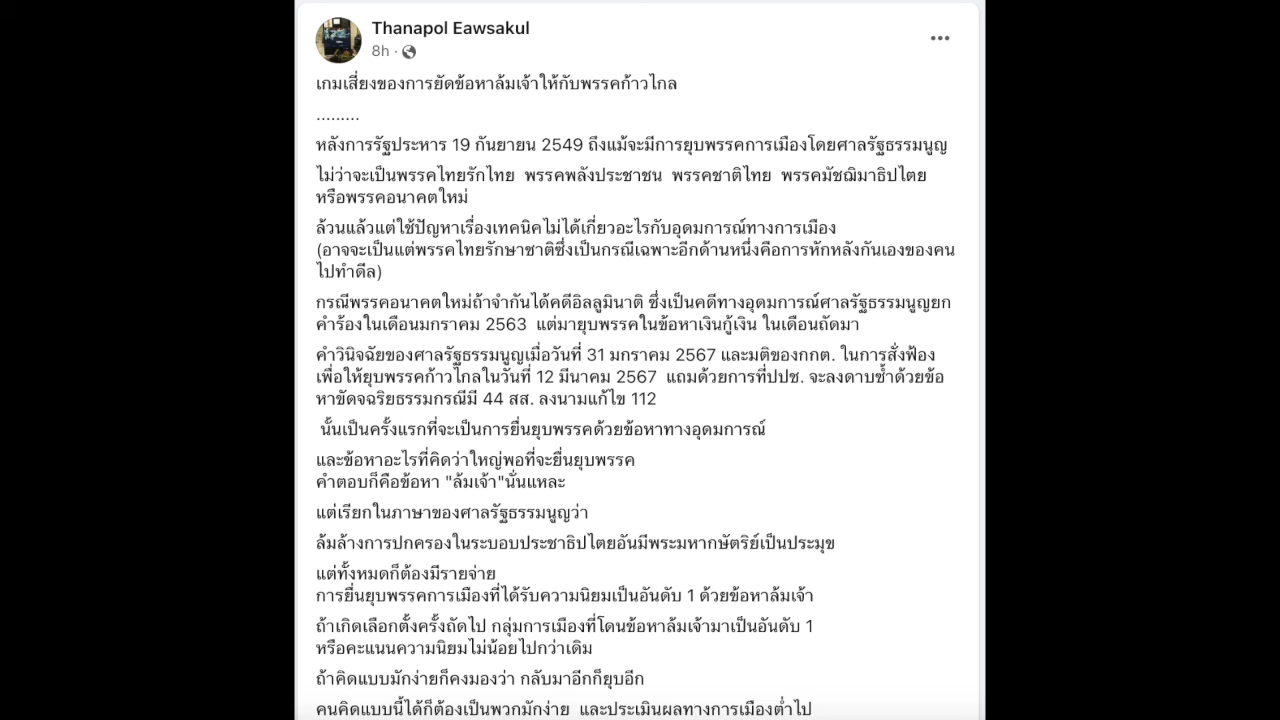 Thanapol Eawsakul
8h ·
เกมเสี่ยงของการยัดข้อหาล้มเจ้าให้กับพรรคก้าวไกล
.........
หลังการรัฐประหาร 19 กันยายน 2549 ถึงแม้จะมีการยุบพรรคการเมืองโดยศาลรัฐธรรมนูญ
ไม่ว่าจะเป็นพรรคไทยรักไทย พรรคพลังประชาชน พรรคชาติไทย พรรคมัชฌิมาธิปไตย
หรือพรรคอนาคตใหม่
ล้วนแล้วแต่ใช้ปัญหาเรื่องเทคนิคไม่ได้เกี่ยวอะไรกับอุดมการณ์ทางการเมือง
(อาจจะเป็นแต่พรรคไทยรักษาชาติซึ่งเป็นกรณีเฉพาะอีกด้านหนึ่งคือการหักหลังกันเองของคน
ไปทำดีล)
กรณีพรรคอนาคตใหม่ถ้าจำกันได้คดีอิลลูมินาติ ซึ่งเป็นคดีทางอุดมการณ์ศาลรัฐธรรมนูญยก
คำร้องในเดือนมกราคม 2563 แต่มายุบพรรคในข้อหาเงินกู้เงิน ในเดือนถัดมา
คำวินิจฉัยของศาลรัฐธรรมนูญเมื่อวันที่ 31 มกราคม 2567 และมติของกกต. ในการสั่งฟ้อง
เพื่อให้ยุบพรรคก้าวไกลในวันที่ 12 มีนาคม 2567 แถมด้วยการที่ปปช. จะลงดาบซ้ำด้วยข้อ
หาขัดจฉริยธรรมกรณีมี 44 สส. ลงนามแก้ไข 112
นั้นเป็นครั้งแรกที่จะเป็นการยื่นยุบพรรคด้วยข้อหาทางอุดมการณ์
และข้อหาอะไรที่คิดว่าใหญ่พอที่จะยื่นยุบพรรค
คำตอบก็คือข้อหา "ล้มเจ้า"นั่นแหละ
แต่เรียกในภาษาของศาลรัฐธรรมนูญว่า
ล้มล้างการปกครองในระบอบประชาธิปไตยอันมีพระมหากษัตริย์เป็นประมุข
แต่ทั้งหมดก็ต้องมีรายจ่าย
การยื่นยุบพรรคการเมืองที่ได้รับความนิยมเป็นอันดับ 1 ด้วยข้อหาล้มเจ้า
ถ้าเกิดเลือกตั้งครั้งถัดไป กลุ่มการเมืองที่โดนข้อหาล้มเจ้ามาเป็นอันดับ 1
หรือคะแนนความนิยมไม่น้อยไปกว่าเดิม
ถ้าคิดแบบมักง่ายก็คงมองว่า กลับมาอีกก็ยุบอีก
คนคิดแบบนี้ได้ก็ต้องเป็นพวกมักง่าย และประเมินผลทางการเมืองต่ำไป